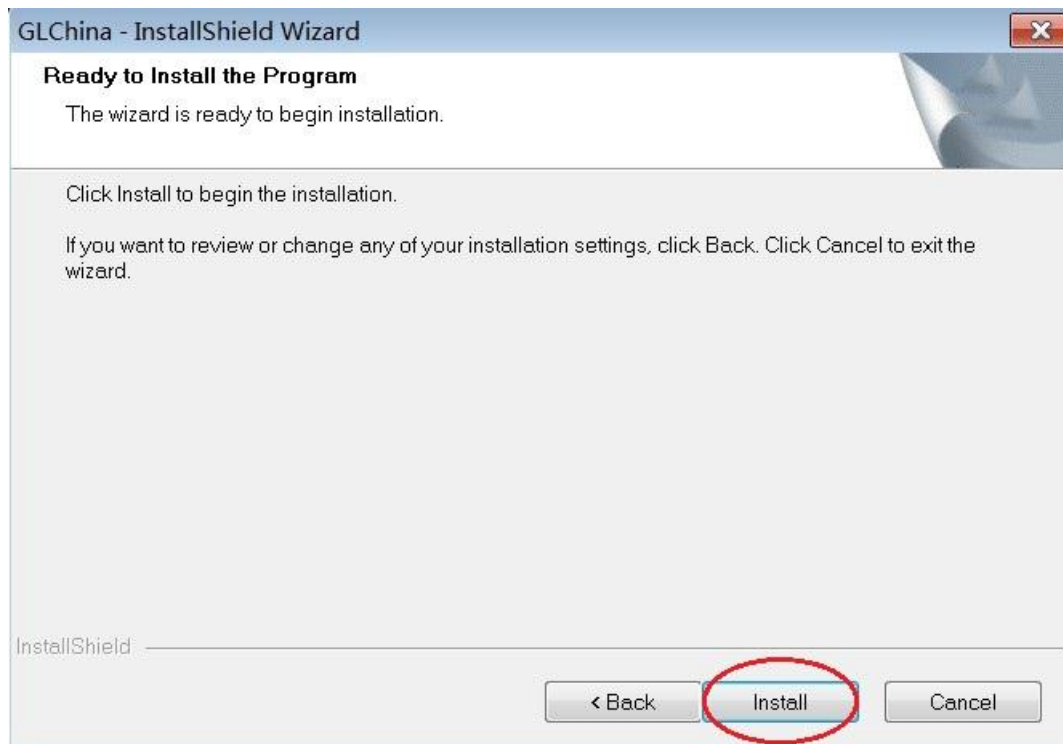 GLChina - InstallShield Wizard
Ready to Install the Program
The wizard is ready to begin installation.
Click Install to begin the installation.
If you want to review or change any of your installation settings, click Back. Click Cancel to exit the
wizard.
InstallShield
< Back Install Cancel